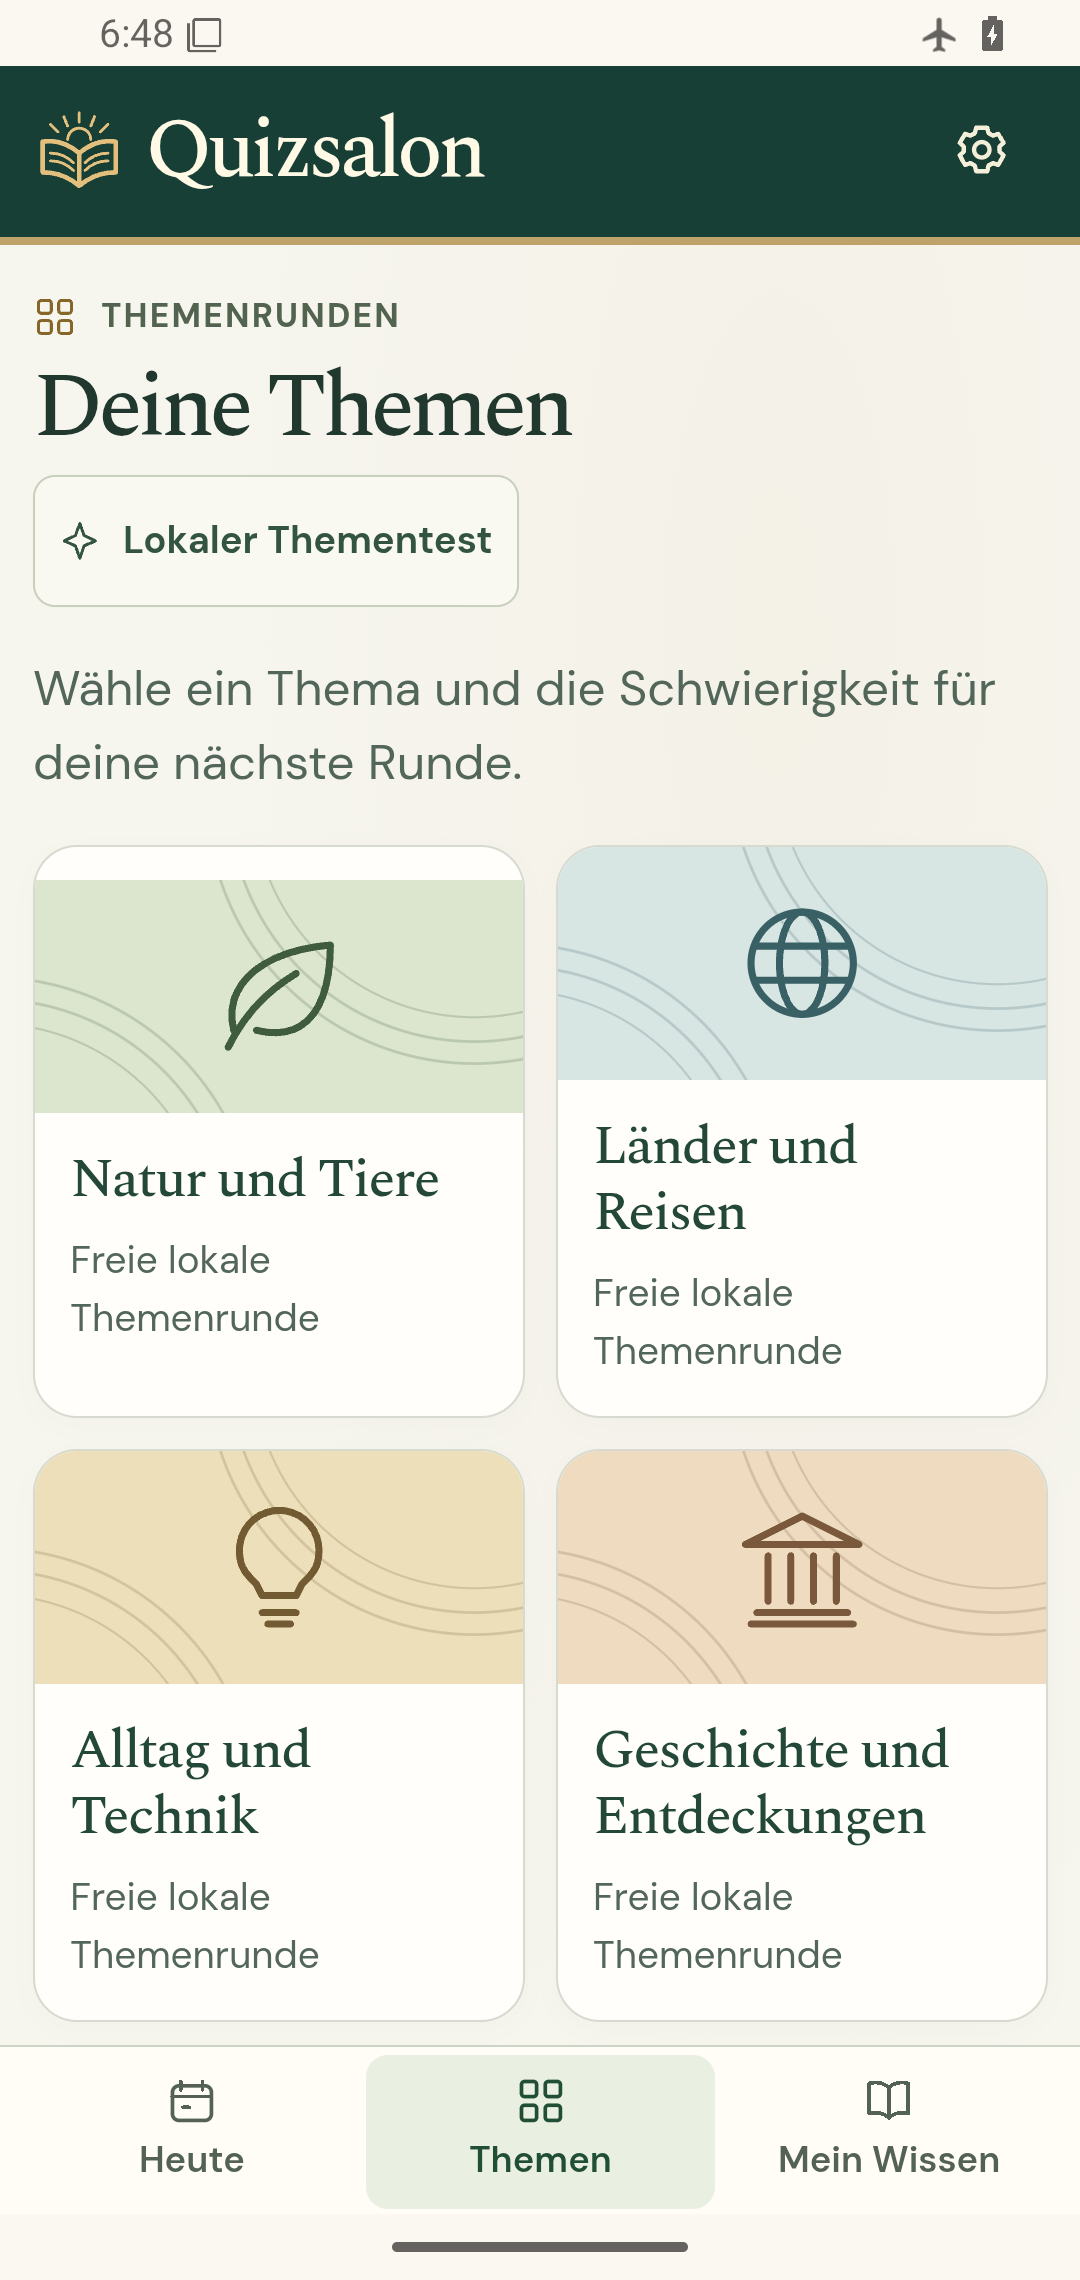 6:48
Quizsalon
THEMENRUNDEN
Deine Themen
Lokaler Thementest
Wähle ein Thema und die Schwierigkeit für
deine nächste Runde.
Natur und Tiere
Freie lokale
Themenrunde
Länder und
Reisen
Freie lokale
Themenrunde
Alltag und
Technik
Freie lokale
Themenrunde
Geschichte und
Entdeckungen
Freie lokale
Themenrunde
Heute
Themen
Mein Wissen